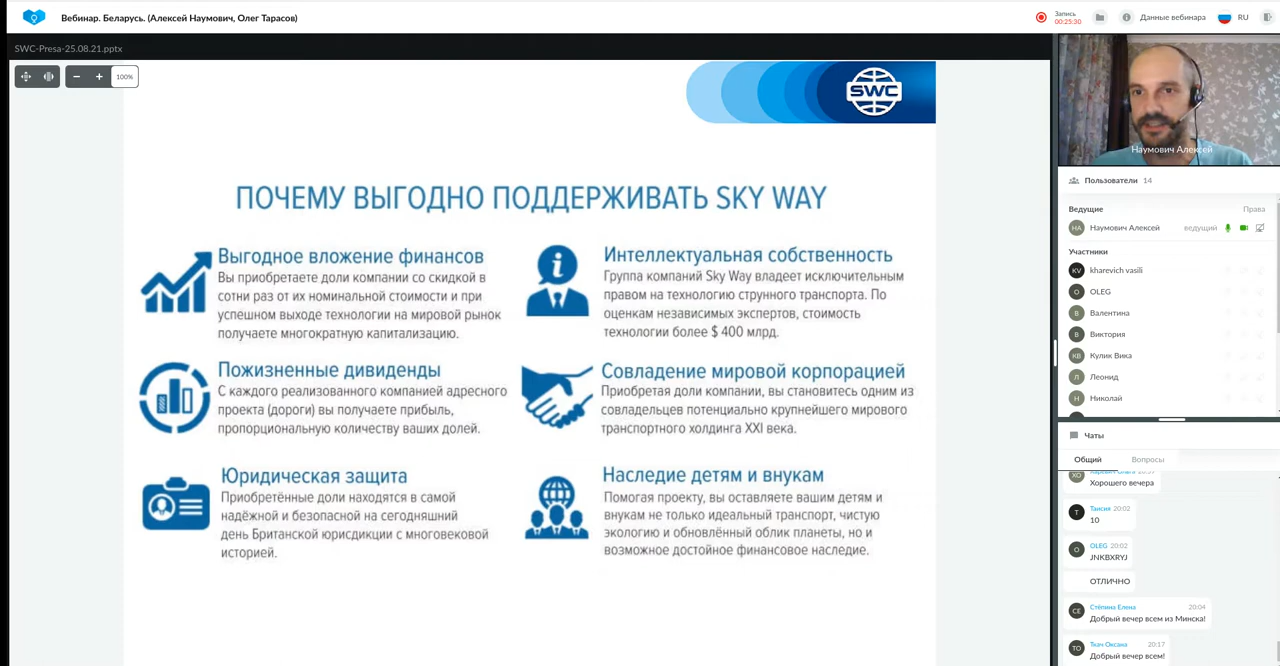 Вебинар. Беларусь. (Алексей Наумович, Олег Тарасов)
Запись
00:25:30
Данные вебинара
RU
SWC-Presa-25.08.21.pptx
100%
SWC
ПОЧЕМУ ВЫГОДНО ПОДДЕРЖИВАТЬ SKY WAY
Выгодное вложение финансов
Вы приобретаете доли компании со скидкой в
сотни раз от их номинальной стоимости и при
успешном выходе технологии на мировой рынок
получаете многократную капитализацию.
Пожизненные дивиденды
С каждого реализованного компанией адресного
проекта (дороги) вы получаете прибыль,
пропорциональную количеству ваших долей.
Юридическая защита
Приобретённые доли находятся в самой
надёжной и безопасной на сегодняшний
день Британской юрисдикции с многовековой
историей.
Интеллектуальная собственность
Группа компаний Sky Way владеет исключительным
правом на технологию струнного транспорта. По
оценкам независимых экспертов, стоимость
технологии более $ 400 млрд.
Совладение мировой корпорацией
Приобретая доли компании, вы становитесь одним из
совладельцев потенциально крупнейшего мирового
транспортного холдинга XXI века.
Наследие детям и внукам
Помогая проекту, вы оставляете вашим детям и
внукам не только идеальный транспорт, чистую
экологию и обновлённый облик планеты, но и
возможное достойное финансовое наследие.
Наумович Алексей
Пользователи 14
Ведущие Права
НА Наумович Алексей ведущий
Участники
KV kharevich vasili
O OLEG
В Валентина
В Виктория
КВ Кулик Вика
Л Леонид
Н Николай
Чаты
Общий Вопросы
ХО
Хорошего вечера
Т Таисия 20:02
10
O OLEG 20:02
JNKBXRYJ
ОТЛИЧНО
СЕ Стёпина Елена 20:04
Добрый вечер всем из Минска!
ТО Ткач Оксана 20:17
Добрый вечер всем!